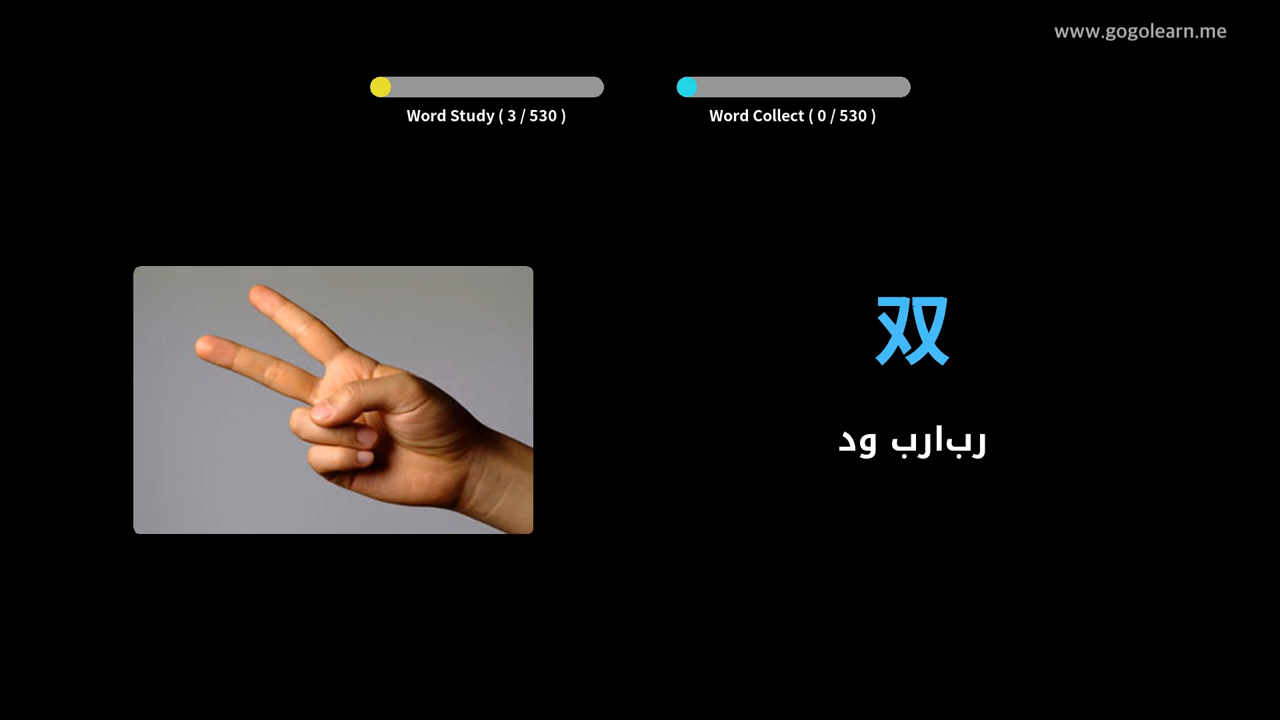 www.gogolearn.me
Word Study ( 3 / 530 )
Word Collect ( 0 / 530 )
双
ربارب ود